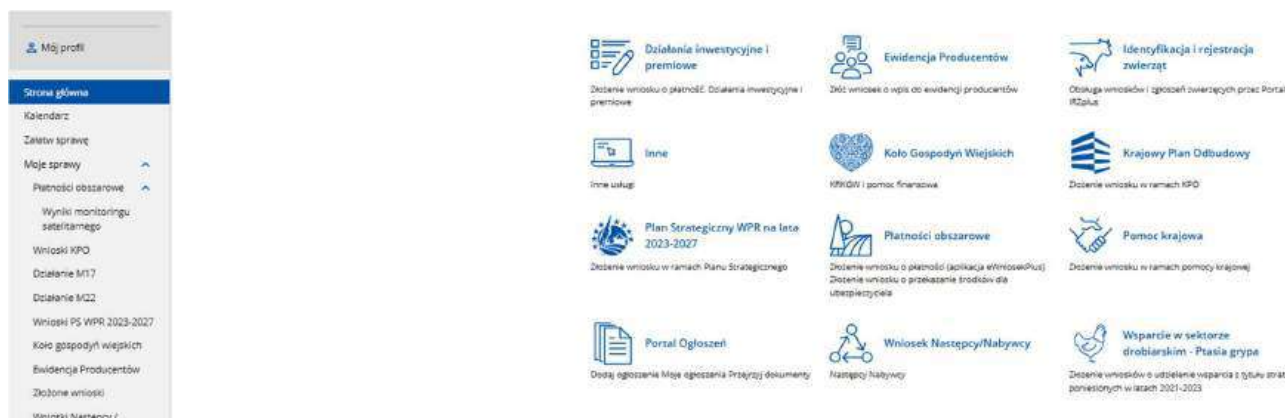 Mój profil
Strona główna
Kalendarz
Załatw sprawę
Moje sprawy
Płatności obszarowe
Wyniki monitoringu
satelitarnego
Wnioski KPO
Działanie M17
Działanie M22
Wnioski PS WPR 2023-2027
Koło gospodyń wiejskich
Ewidencja Producentów
Złożone wnioski
Wnioski Następcy /
Działania inwestycyjne i
premiowe
Złożenie wniosku o płatność. Działania inwestycyjne i
premiowe
Ewidencja Producentów
Złóż wniosek o wpis do ewidencji producentów
Identyfikacja i rejestracja
zwierząt
Obsługa wniosków i zgłoszeń zwierzęcych przez Portal
IRZplus
Inne
Inne usługi
Koło Gospodyń Wiejskich
KRKGW i pomoc finansowa
Krajowy Plan Odbudowy
Złożenie wniosku w ramach KPO
Plan Strategiczny WPR na lata
2023-2027
Złożenie wniosku w ramach Planu Strategicznego
Płatności obszarowe
Złożenie wniosku o płatności (aplikacja eWniosekPlus)
Złożenie wniosku o przekazanie środków dla
ubezpieczyciela
Pomoc krajowa
Złożenie wniosku w ramach pomocy krajowej
Portal Ogłoszeń
Dodaj ogłoszenie Moje ogłoszenia Przejrzyj dokumenty
Wniosek Następcy/Nabywcy
Następcy Nabywcy
Wsparcie w sektorze
drobiarskim - Ptasia grypa
Złożenie wniosków o udzielenie wsparcia z tytułu strat
poniesionych w latach 2021-2023